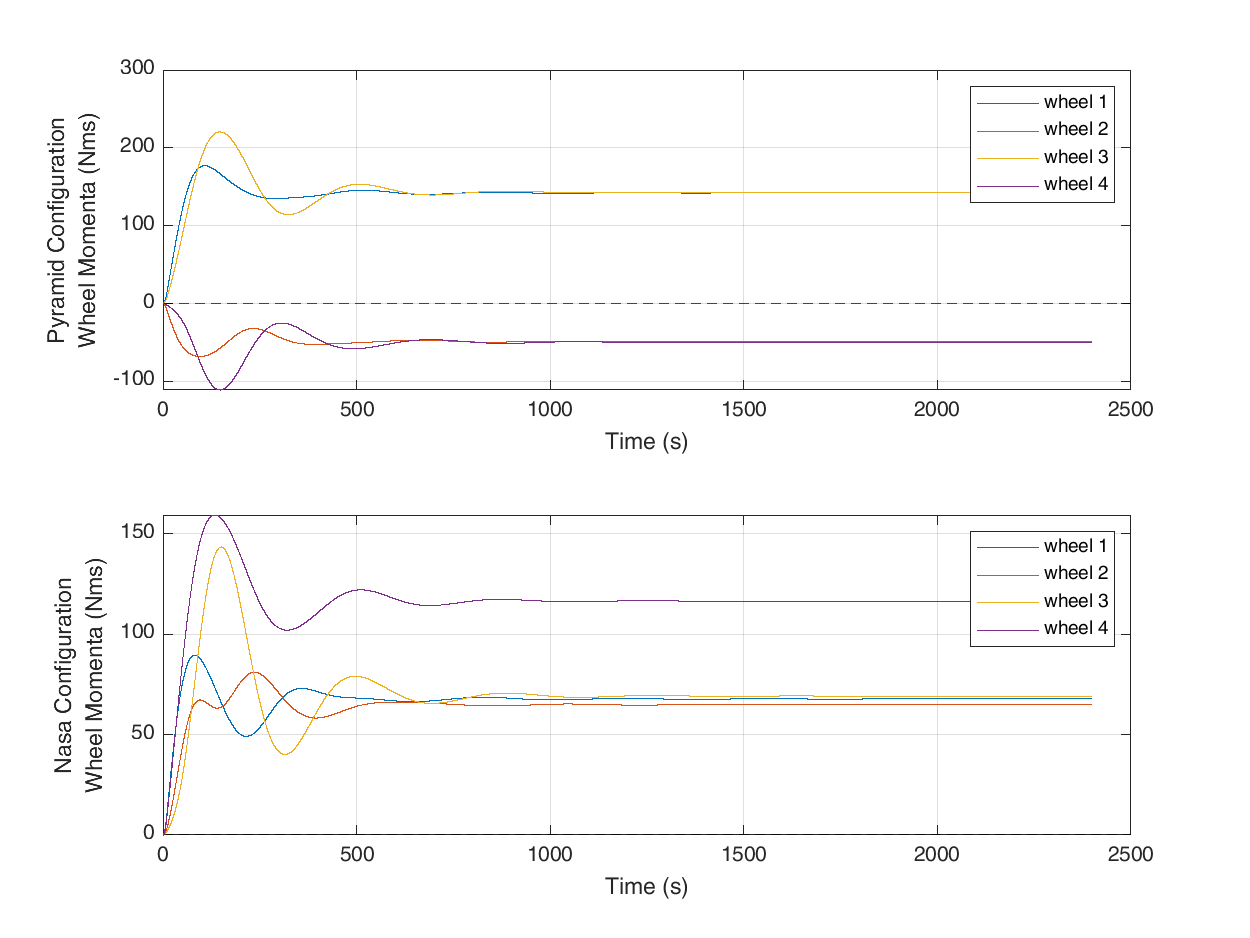 300
200
100
0
-100
0
500
1000
1500
2000
2500
Time (s)
Pyramid Configuration
Wheel Momenta (Nms)
wheel 1
wheel 2
wheel 3
wheel 4
150
100
50
0
0
500
1000
1500
2000
2500
Time (s)
Nasa Configuration
Wheel Momenta (Nms)
wheel 1
wheel 2
wheel 3
wheel 4